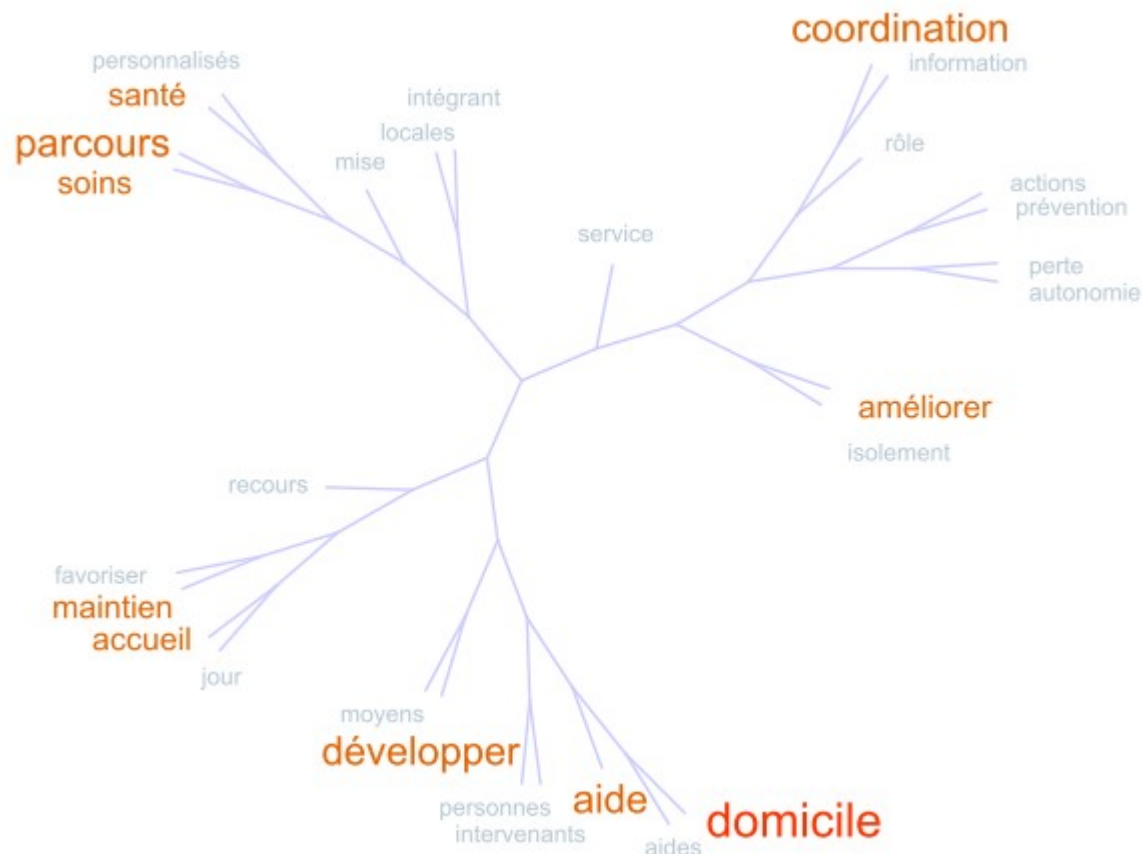 coordination
information
personnalisés
santé
parcours
soins
intégrant
locales
mise
rôle
actions
prévention
service
perte
autonomie
améliorer
isolement
recours
favoriser
maintien
accueil
jour
moyens
développer
personnes
intervenants
aide
domicile
aides